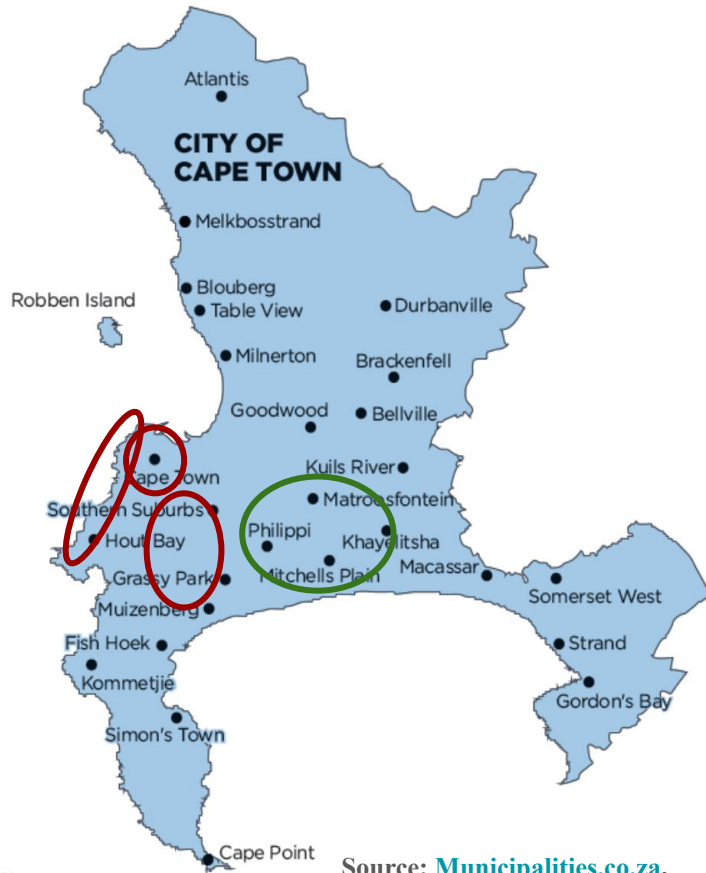 Atlantis
CITY OF
CAPE TOWN
Melkbosstrand
Blouberg
Robben Island
Table View
Durbanville
Milnerton
Brackenfell
Goodwood
Bellville
Cape Town
Kuils River
Southern Suburbs
Matroosfontein
Philippi
Hout Bay
Khayelitsha
Grassy Park
Mitchells Plain
Macassar
Somerset West
Muizenberg
Fish Hoek
Strand
Kommetjie
Gordon's Bay
Simon's Town
Cape Point
Source: Municipalities.co.za.